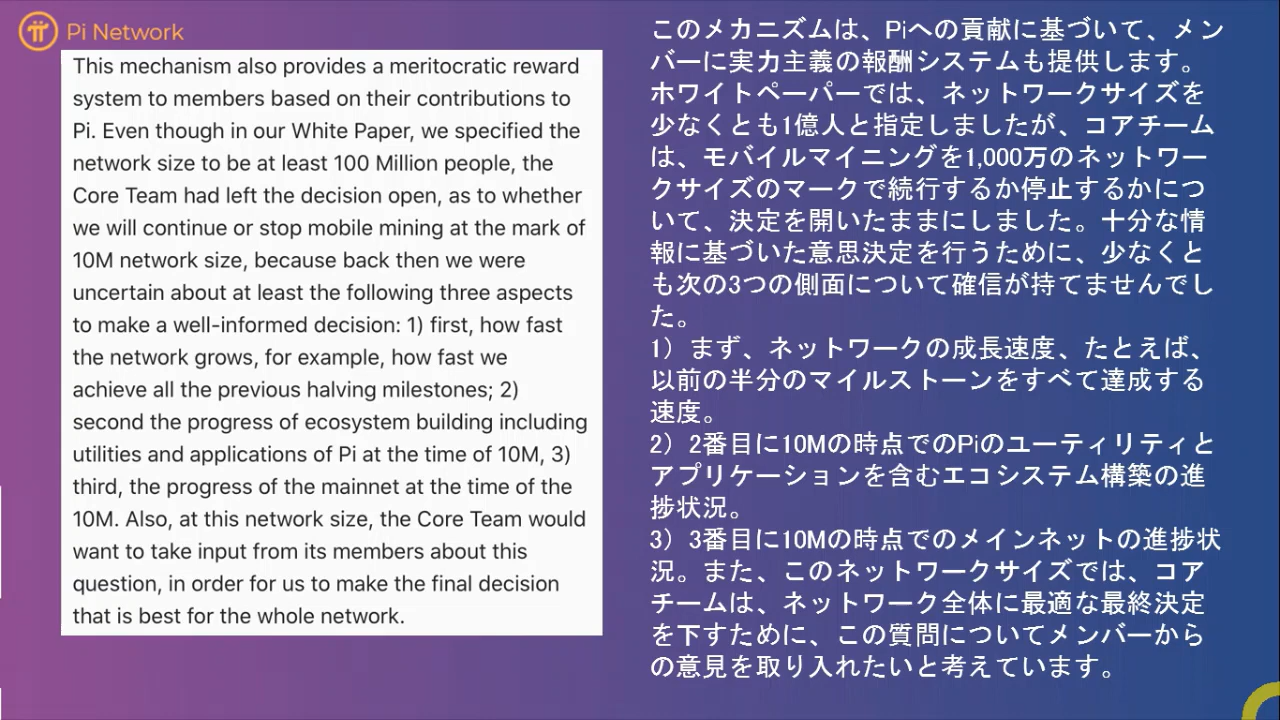 Pi Network
This mechanism also provides a meritocratic reward
system to members based on their contributions to
Pi. Even though in our White Paper, we specified the
network size to be at least 100 Million people, the
Core Team had left the decision open, as to whether
we will continue or stop mobile mining at the mark of
10M network size, because back then we were
uncertain about at least the following three aspects
to make a well-informed decision: 1) first, how fast
the network grows, for example, how fast we
achieve all the previous halving milestones; 2)
second the progress of ecosystem building including
utilities and applications of Pi at the time of 10M, 3)
third, the progress of the mainnet at the time of the
10M. Also, at this network size, the Core Team would
want to take input from its members about this
question, in order for us to make the final decision
that is best for the whole network.
このメカニズムは、Piへの貢献に基づいて、メン
バーに実力主義の報酬システムも提供します。
ホワイトペーパーでは、ネットワークサイズを
少なくとも1億人と指定しましたが、コアチーム
は、モバイルマイニングを1,000万のネットワー
クサイズのマークで続行するか停止するかにつ
いて、決定を開いたままにしました。十分な情
報に基づいた意思決定を行うために、少なくと
も次の3つの側面について確信が持てませんでし
た。
1）まず、ネットワークの成長速度、たとえば、
以前の半分のマイルストーンをすべて達成する
速度。
2）2番目に10Mの時点でのPiのユーティリティと
アプリケーションを含むエコシステム構築の進
捗状況。
3）3番目に10Mの時点でのメインネットの進捗状
況。また、このネットワークサイズでは、コア
チームは、ネットワーク全体に最適な最終決定
を下すために、この質問についてメンバーから
の意見を取り入れたいと考えています。